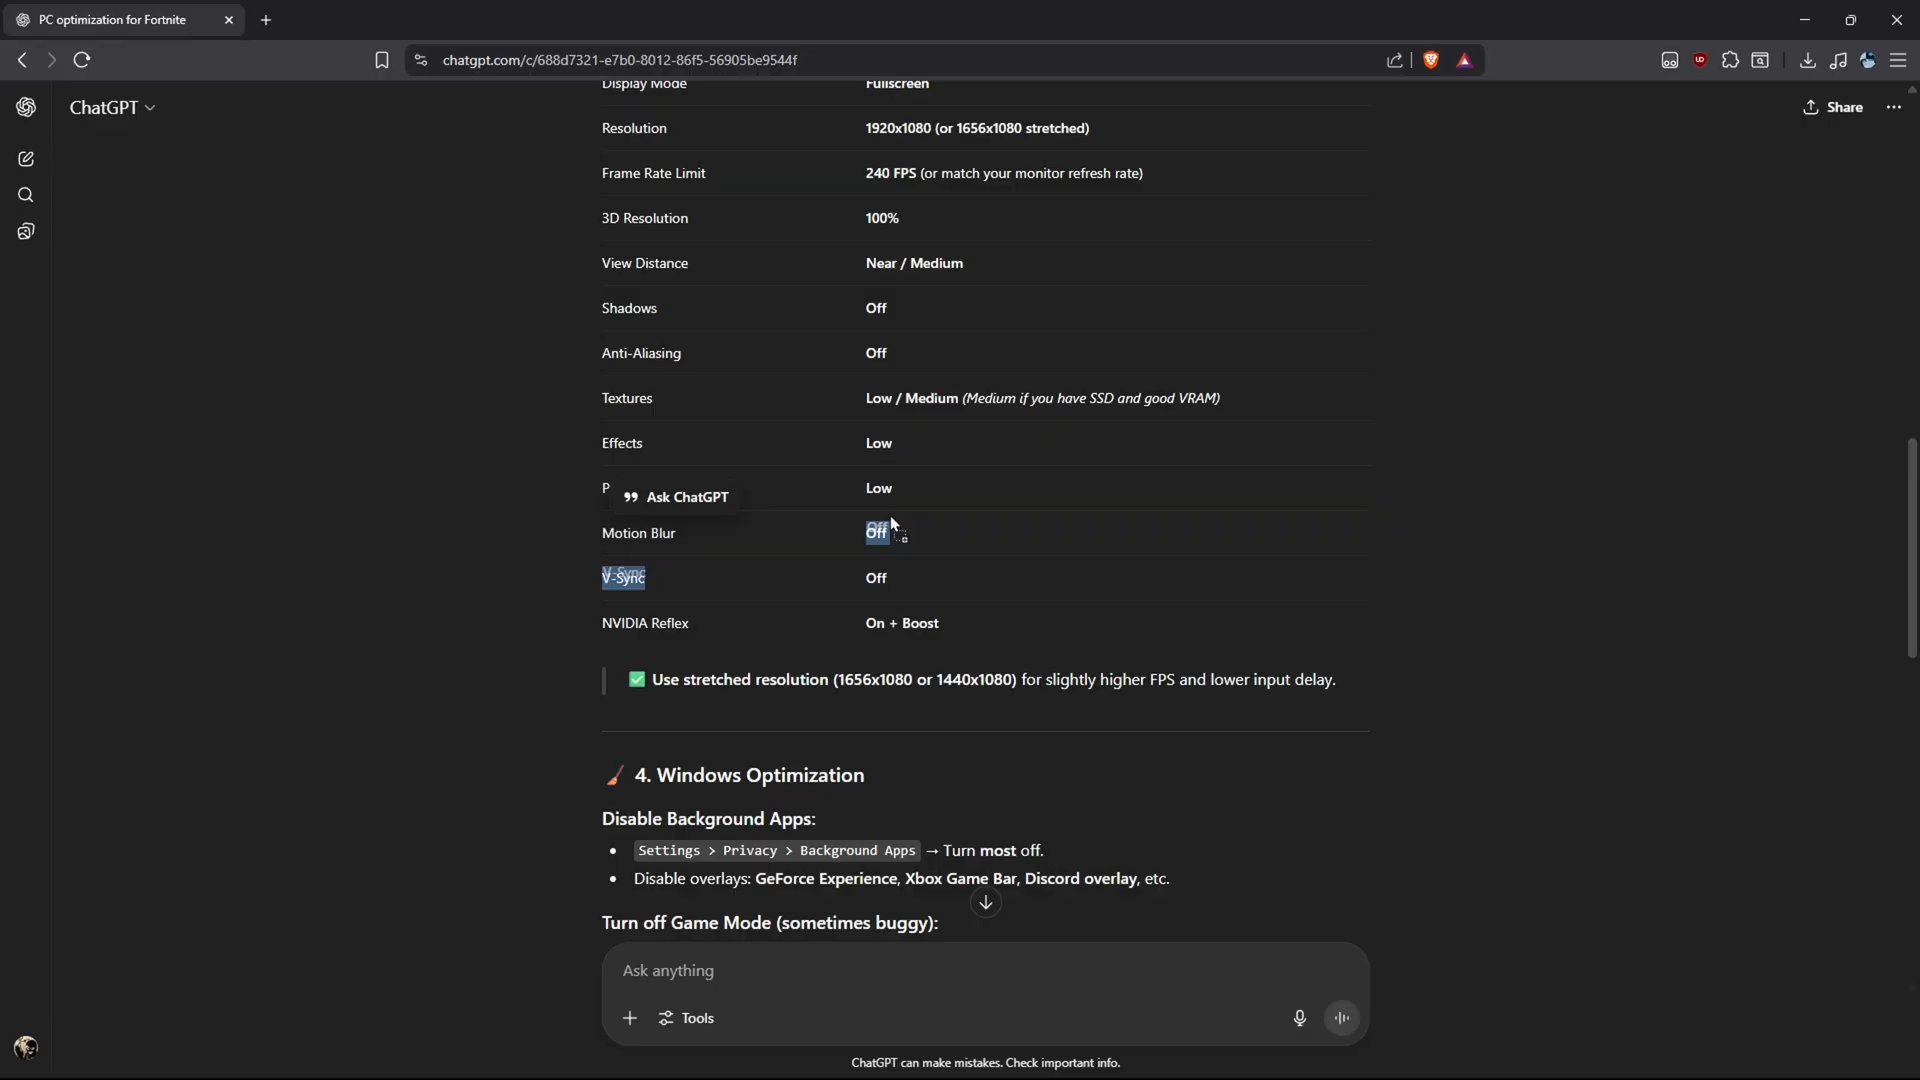 PC optimization for Fortnite
chatgpt.com/c/688d7321-e7b0-8012-86f5-56905be9544f
ChatGPT
Share
Display Mode Fullscreen
Resolution 1920x1080 (or 1656x1080 stretched)
Frame Rate Limit 240 FPS (or match your monitor refresh rate)
3D Resolution 100%
View Distance Near / Medium
Shadows Off
Anti-Aliasing Off
Textures Low / Medium (Medium if you have SSD and good VRAM)
Effects Low
P Low
Ask ChatGPT
Motion Blur Off
V-Sync Off
NVIDIA Reflex On + Boost
✅ Use stretched resolution (1656x1080 or 1440x1080) for slightly higher FPS and lower input delay.
4. Windows Optimization
Disable Background Apps:
• Settings > Privacy > Background Apps → Turn most off.
• Disable overlays: GeForce Experience, Xbox Game Bar, Discord overlay, etc.
Turn off Game Mode (sometimes buggy):
Ask anything
Tools
ChatGPT can make mistakes. Check important info.